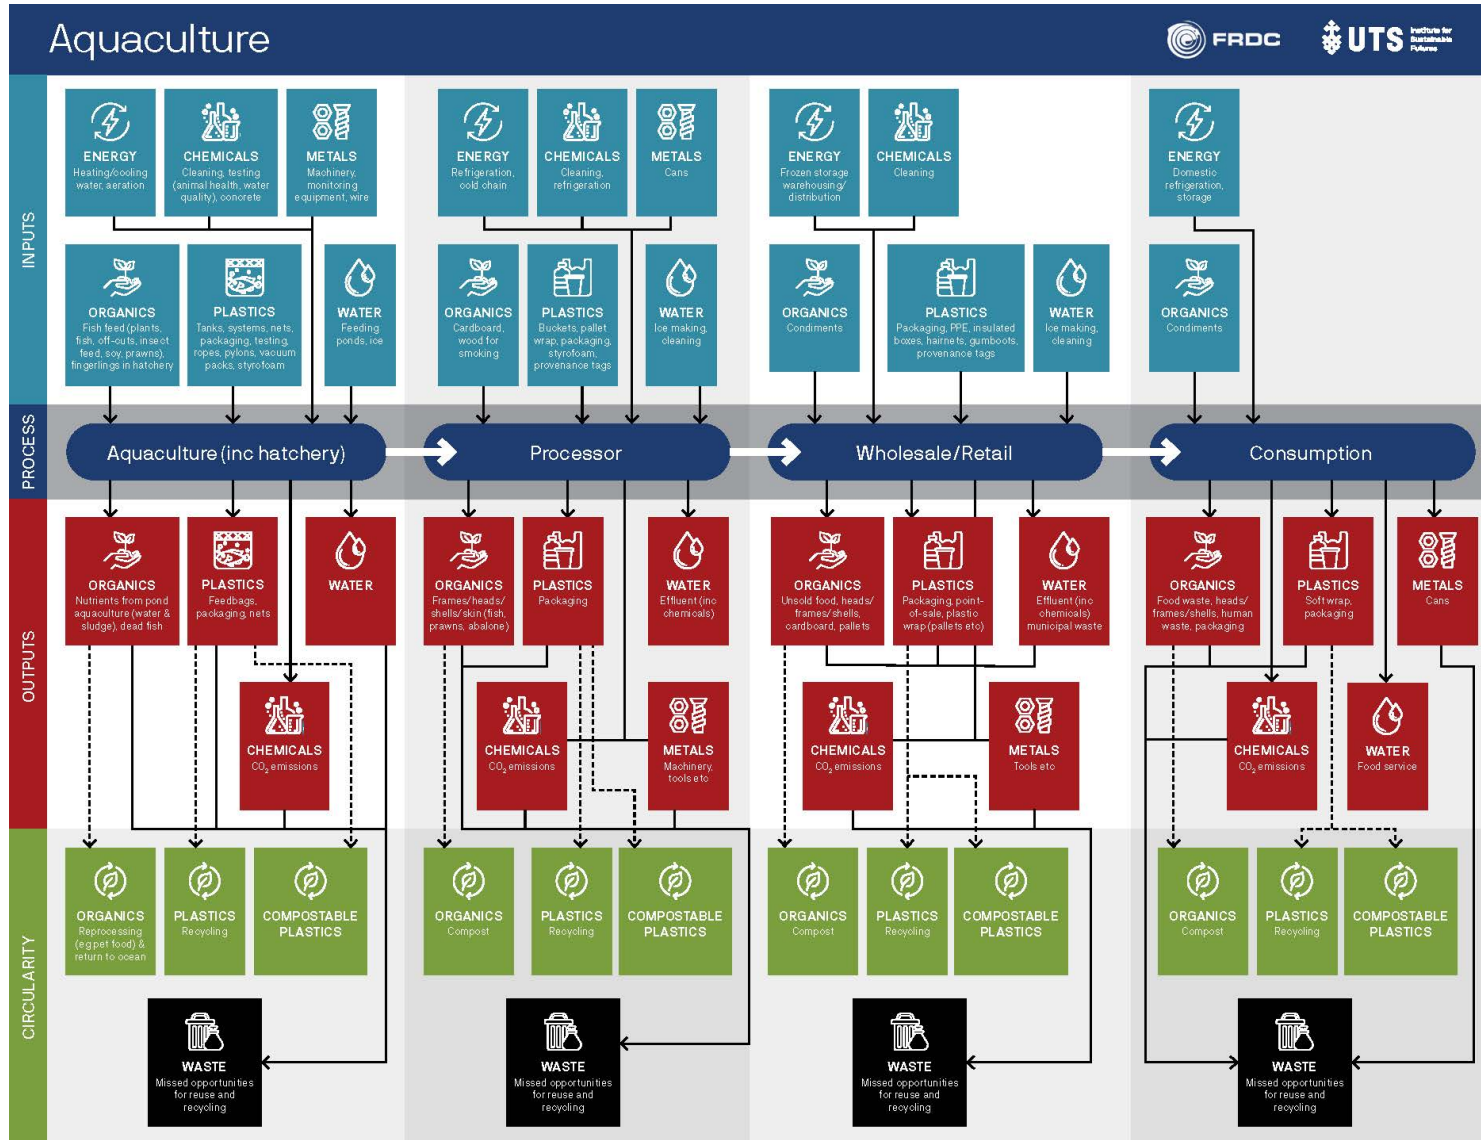 Aquaculture
FRDC
UTS
Institute for
Sustainable
Futures
INPUTS
ENERGY
Heating/cooling
water, aeration
CHEMICALS
Cleaning, testing
(animal health, water
quality), concrete
METALS
Machinery,
monitoring
equipment, wire
ENERGY
Refrigeration,
cold chain
CHEMICALS
Cleaning,
refrigeration
METALS
Cans
ENERGY
Frozen storage
warehousing/
distribution
CHEMICALS
Cleaning
ENERGY
Domestic
refrigeration,
storage
ORGANICS
Fish feed (plants,
fish, off-cuts, insect
feed, soy, prawns),
fingerlings in hatchery
PLASTICS
Tanks, systems, nets,
packaging, testing,
ropes, pylons, vacuum
packs, styrofoam
WATER
Feeding
ponds, ice
ORGANICS
Cardboard,
wood for
smoking
PLASTICS
Buckets, pallet
wrap, packaging,
styrofoam,
provenance tags
WATER
Ice making,
cleaning
ORGANICS
Condiments
PLASTICS
Packaging, PPE, insulated
boxes, hairnets, gumboots,
provenance tags
WATER
Ice making,
cleaning
ORGANICS
Condiments
PROCESS
Aquaculture (inc hatchery)
Processor
Wholesale/Retail
Consumption
OUTPUTS
ORGANICS
Nutrients from pond
aquaculture (water &
sludge), dead fish
PLASTICS
Feedbags,
packaging, nets
WATER
ORGANICS
Frames/heads/
shells/skin (fish,
prawns, abalone)
PLASTICS
Packaging
WATER
Effluent (inc
chemicals)
ORGANICS
Unsold food, heads/
frames/shells,
cardboard, pallets
PLASTICS
Packaging, point-
of-sale, plastic
wrap (pallets etc)
WATER
Effluent (inc
chemicals)
municipal waste
ORGANICS
Food waste, heads/
frames/shells, human
waste, packaging
PLASTICS
Soft wrap,
packaging
METALS
Cans
CHEMICALS
CO₂ emissions
CHEMICALS
CO₂ emissions
METALS
Machinery,
tools etc
CHEMICALS
CO₂ emissions
METALS
Tools etc
CHEMICALS
CO₂ emissions
WATER
Food service
CIRCULARITY
ORGANICS
Reprocessing
(eg pet food) &
return to ocean
PLASTICS
Recycling
COMPOSTABLE
PLASTICS
ORGANICS
Compost
PLASTICS
Recycling
COMPOSTABLE
PLASTICS
ORGANICS
Compost
PLASTICS
Recycling
COMPOSTABLE
PLASTICS
ORGANICS
Compost
PLASTICS
Recycling
COMPOSTABLE
PLASTICS
WASTE
Missed opportunities
for reuse and
recycling
WASTE
Missed opportunities
for reuse and
recycling
WASTE
Missed opportunities
for reuse and
recycling
WASTE
Missed opportunities
for reuse and
recycling